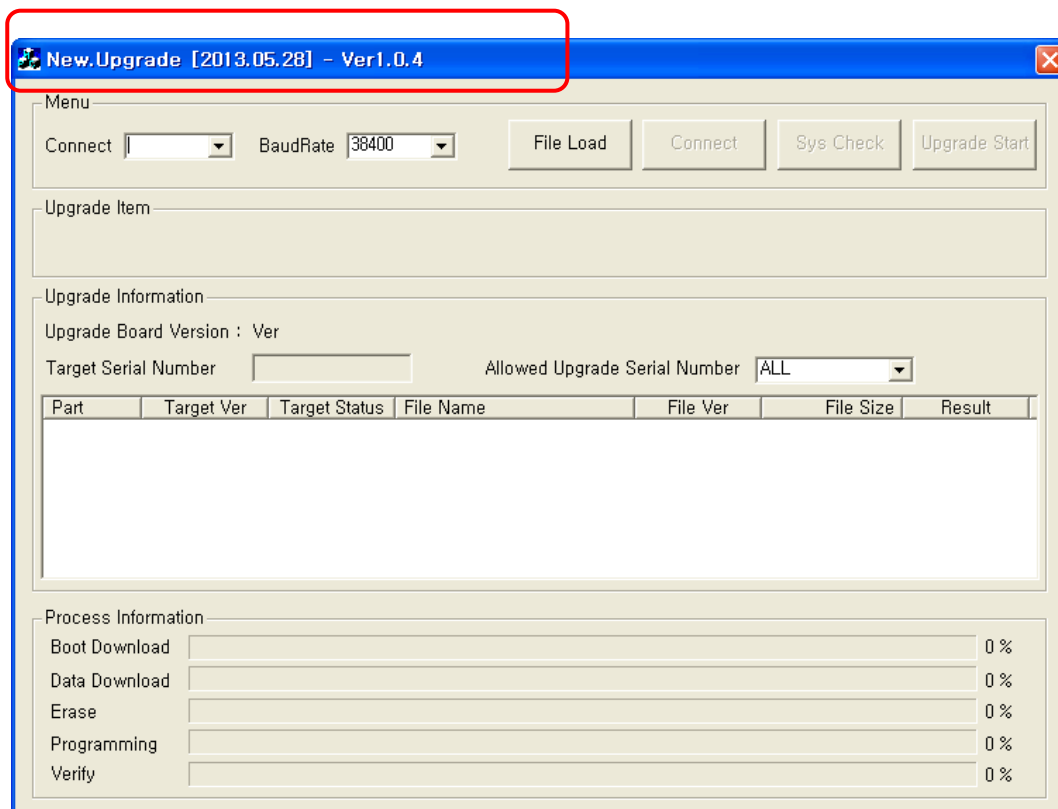 New.Upgrade [2013.05.28] - Ver1.0.4
Menu
Connect BaudRate 38400 File Load Connect Sys Check Upgrade Start
Upgrade Item
Upgrade Information
Upgrade Board Version : Ver
Target Serial Number Allowed Upgrade Serial Number ALL
Part Target Ver Target Status File Name File Ver File Size Result
Process Information
Boot Download 0 %
Data Download 0 %
Erase 0 %
Programming 0 %
Verify 0 %